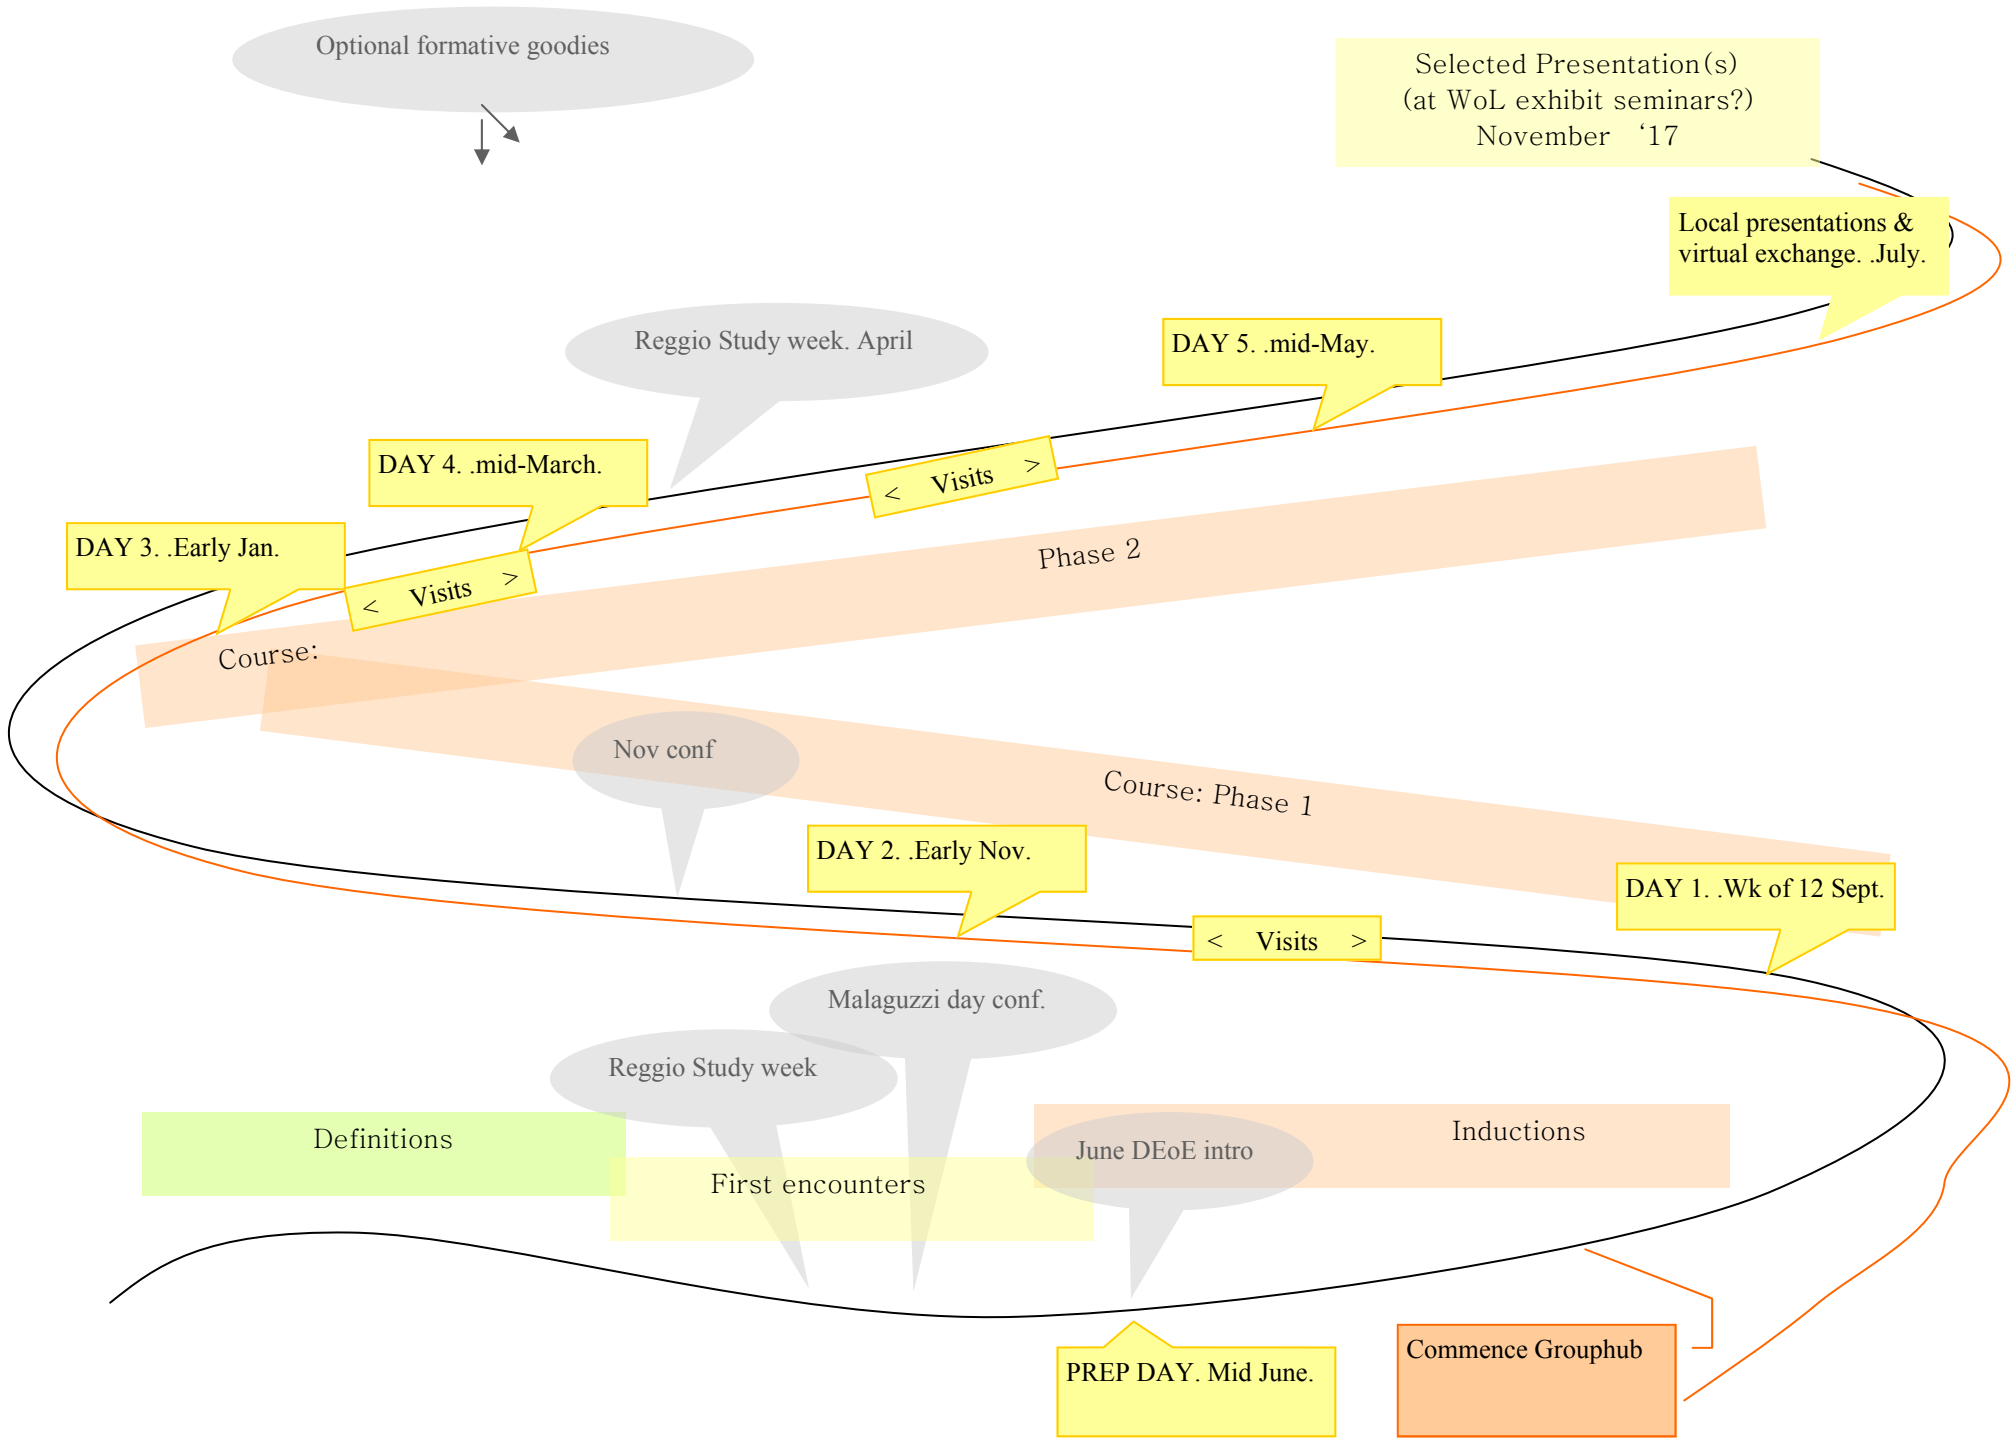 Optional formative goodies
Selected Presentation(s)
(at WoL exhibit seminars?)
November ‘17
Local presentations &
virtual exchange. .July.
Reggio Study week. April
DAY 5. .mid-May.
DAY 4. .mid-March.
< Visits >
DAY 3. .Early Jan.
< Visits >
Phase 2
Course:
Nov conf
Course: Phase 1
DAY 2. .Early Nov.
DAY 1. .Wk of 12 Sept.
< Visits >
Malaguzzi day conf.
Reggio Study week
Definitions
June DEoE intro
Inductions
First encounters
Commence Grouphub
PREP DAY. Mid June.